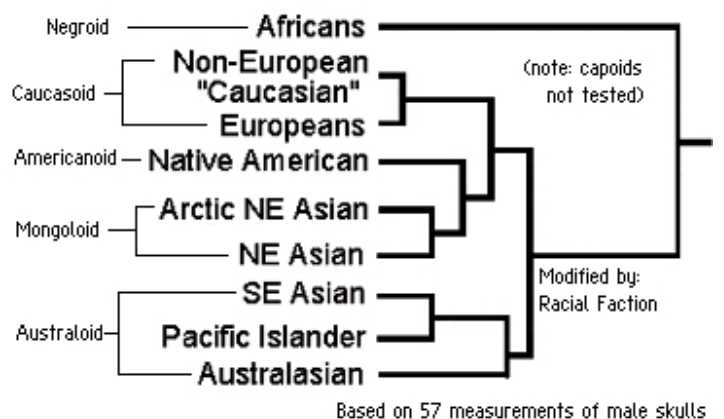 Negroid
Africans
Caucasoid
Non-European
"Caucasian"
Europeans
(note: capoids
not tested)
Americanoid
Native American
Mongoloid
Arctic NE Asian
NE Asian
Australoid
SE Asian
Pacific Islander
Australasian
Modified by:
Racial Faction
Based on 57 measurements of male skulls